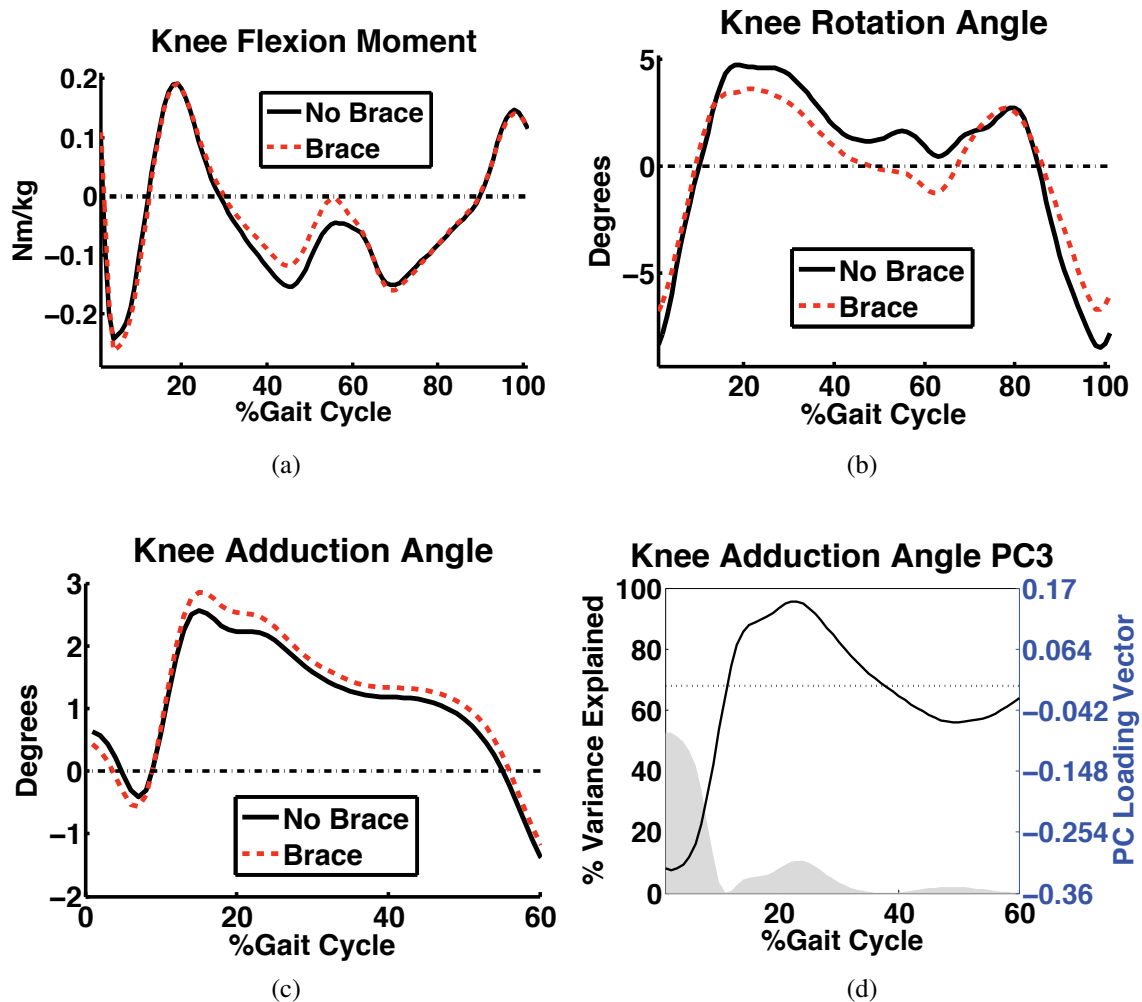 Knee Flexion Moment
0.2
0.1
0
−0.1
−0.2
Nm/kg
No Brace
Brace
20 40 60 80 100
%Gait Cycle
(a)
Knee Rotation Angle
5
0
−5
Degrees
No Brace
Brace
20 40 60 80 100
%Gait Cycle
(b)
Knee Adduction Angle
3
2
1
0
−1
−2
Degrees
No Brace
Brace
0 20 40 60
%Gait Cycle
(c)
Knee Adduction Angle PC3
100
80
60
40
20
0
% Variance Explained
0.17
0.064
−0.042
−0.148
−0.254
−0.36
PC Loading Vector
20 40 60
%Gait Cycle
(d)